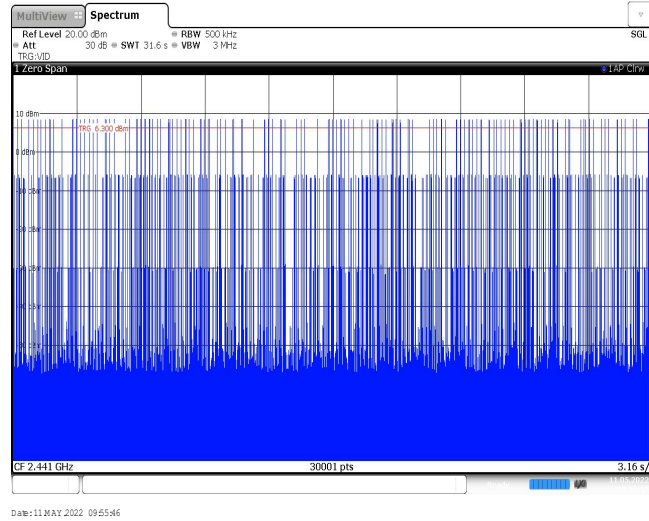 MultiView Spectrum
Ref Level 20.00 dBm RBW 500 kHz SGL
Att 30 dB SWT 31.6 s VBW 3 MHz
TRG:VID
1 Zero Span 1AP Clrw
10 dBm
TRG 6.300 dBm
0 dBm
CF 2.441 GHz 30001 pts 3.16 s/
Date:11.MAY.2022 09:55:46